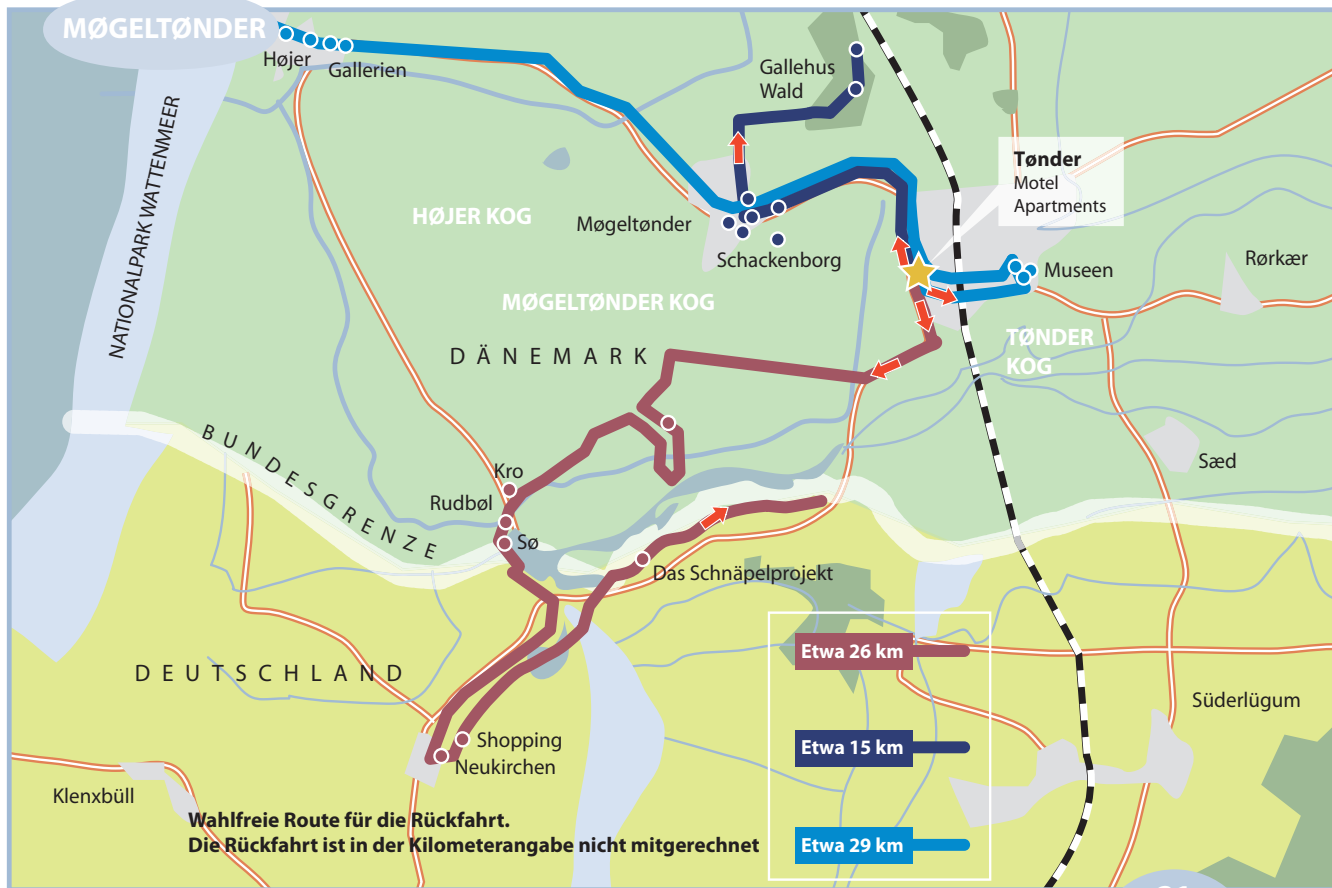 MØGELTØNDER
Højer
Gallerien
Gallehus
Wald
NATIONALPARK WATTENMEER
Tønder
Motel
Apartments
HØJER KOG
Møgeltønder
Schackenborg
Museen
Rørkær
MØGELTØNDER KOG
DÄNEMARK
TØNDER
KOG
BUNDESGRENZE
Sæd
Kro
Rudbøl
Sø
Das Schnäpelprojekt
DEUTSCHLAND
Etwa 26 km
Süderlügum
Shopping
Neukirchen
Etwa 15 km
Klenxbüll
Wahlfreie Route für die Rückfahrt.
Die Rückfahrt ist in der Kilometerangabe nicht mitgerechnet
Etwa 29 km